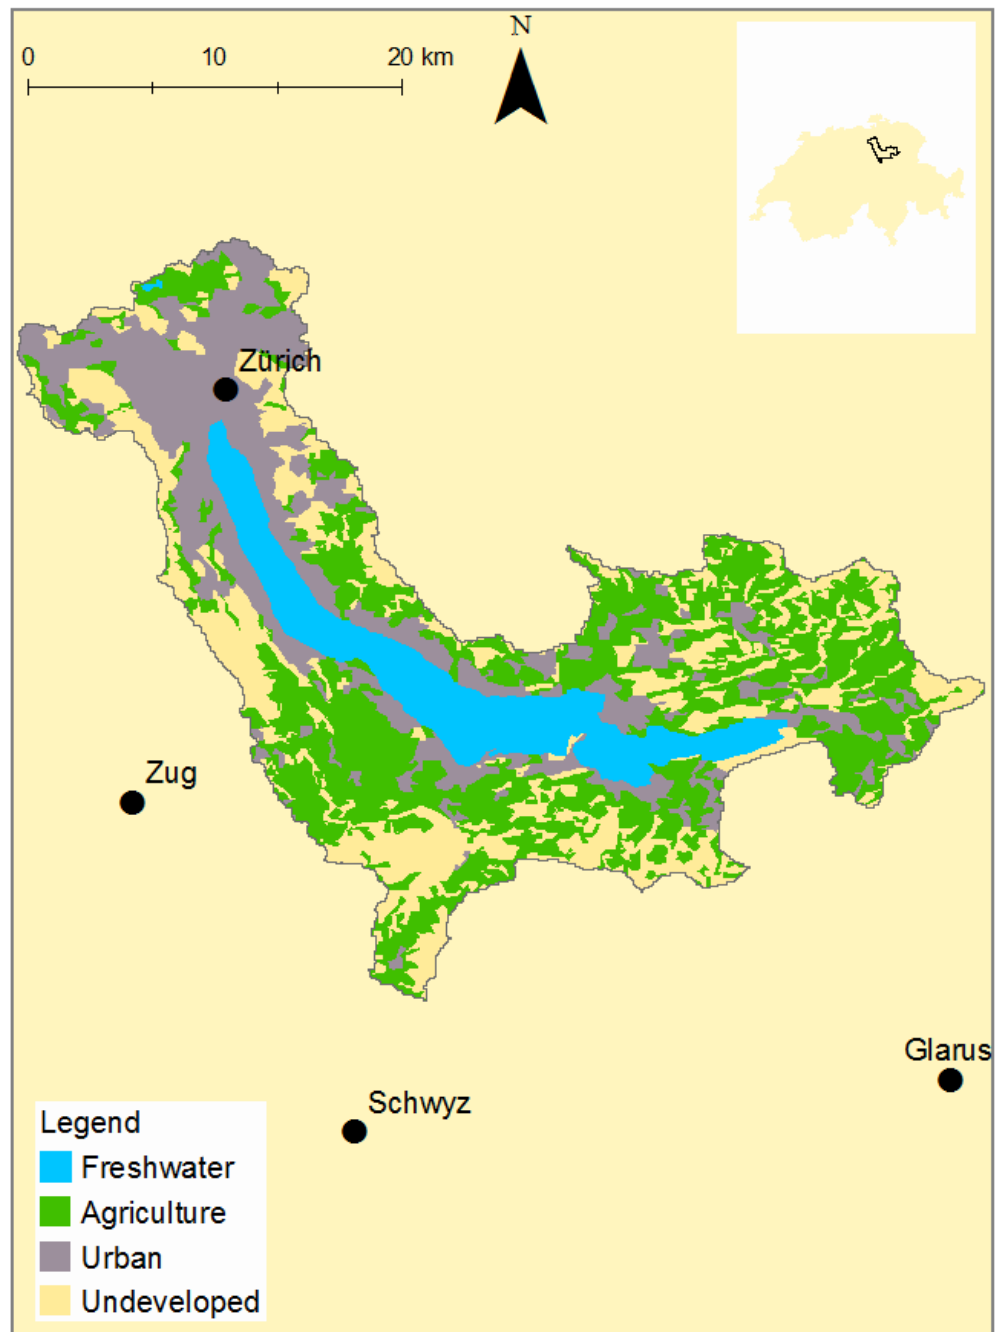 N
0 10 20 km
Zürich
Zug
Glarus
Schwyz
Legend
Freshwater
Agriculture
Urban
Undeveloped